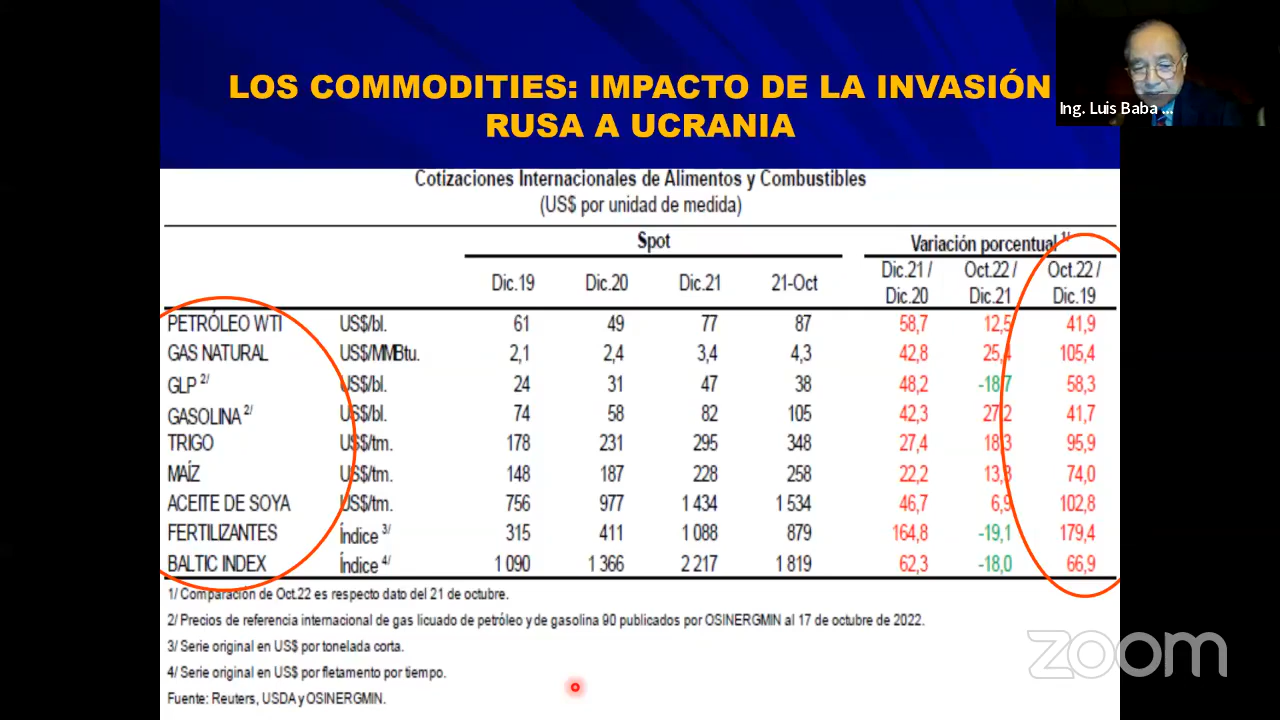 LOS COMMODITIES: IMPACTO DE LA INVASIÓN
RUSA A UCRANIA
Ing. Luis Baba ...
Cotizaciones Internacionales de Alimentos y Combustibles
(US$ por unidad de medida)
Spot Variación porcentual 1/
Dic.19 Dic.20 Dic.21 21-Oct Dic.21 / Dic.20 Oct.22 / Dic.21 Oct.22 / Dic.19
PETRÓLEO WTI US$/bl. 61 49 77 87 58,7 12,5 41,9
GAS NATURAL US$/MMBtu. 2,1 2,4 3,4 4,3 42,8 25,4 105,4
GLP 2/ US$/bl. 24 31 47 38 48,2 -18,7 58,3
GASOLINA 2/ US$/bl. 74 58 82 105 42,3 27,2 41,7
TRIGO US$/tm. 178 231 295 348 27,4 18,3 95,9
MAÍZ US$/tm. 148 187 228 258 22,2 13,3 74,0
ACEITE DE SOYA US$/tm. 756 977 1 434 1 534 46,7 6,9 102,8
FERTILIZANTES Índice 3/ 315 411 1 088 879 164,8 -19,1 179,4
BALTIC INDEX Índice 4/ 1 090 1 366 2 217 1 819 62,3 -18,0 66,9
1/ Comparación de Oct.22 es respecto dato del 21 de octubre.
2/ Precios de referencia internacional de gas licuado de petróleo y de gasolina 90 publicados por OSINERGMIN al 17 de octubre de 2022.
3/ Serie original en US$ por tonelada corta.
4/ Serie original en US$ por fletamento por tiempo.
Fuente: Reuters, USDA y OSINERGMIN.
zoom